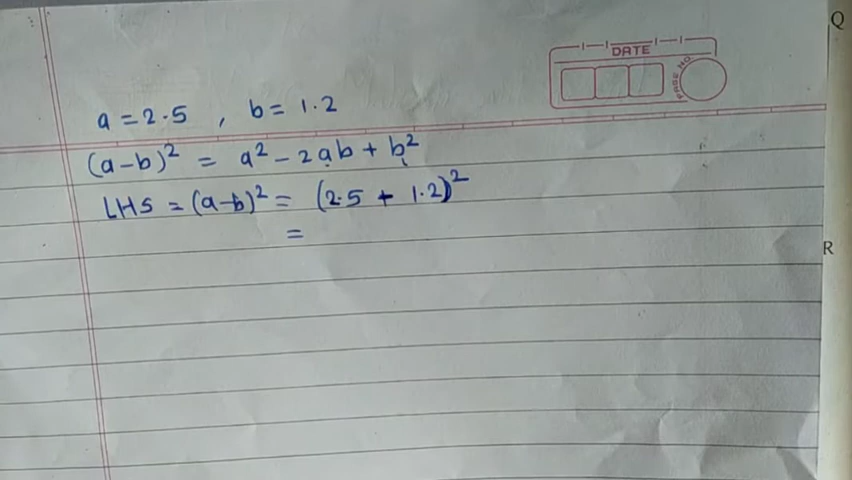 Q
DATE
PAGE NO.
a = 2.5 , b = 1.2
(a-b)² = a² - 2ab + b²
LHS = (a-b)² = (2.5 + 1.2)²
=
R